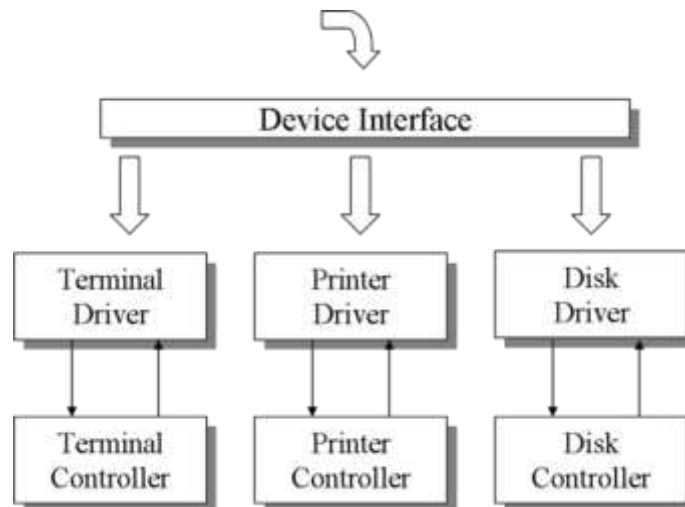 Device Interface
Terminal
Driver
Printer
Driver
Disk
Driver
Terminal
Controller
Printer
Controller
Disk
Controller